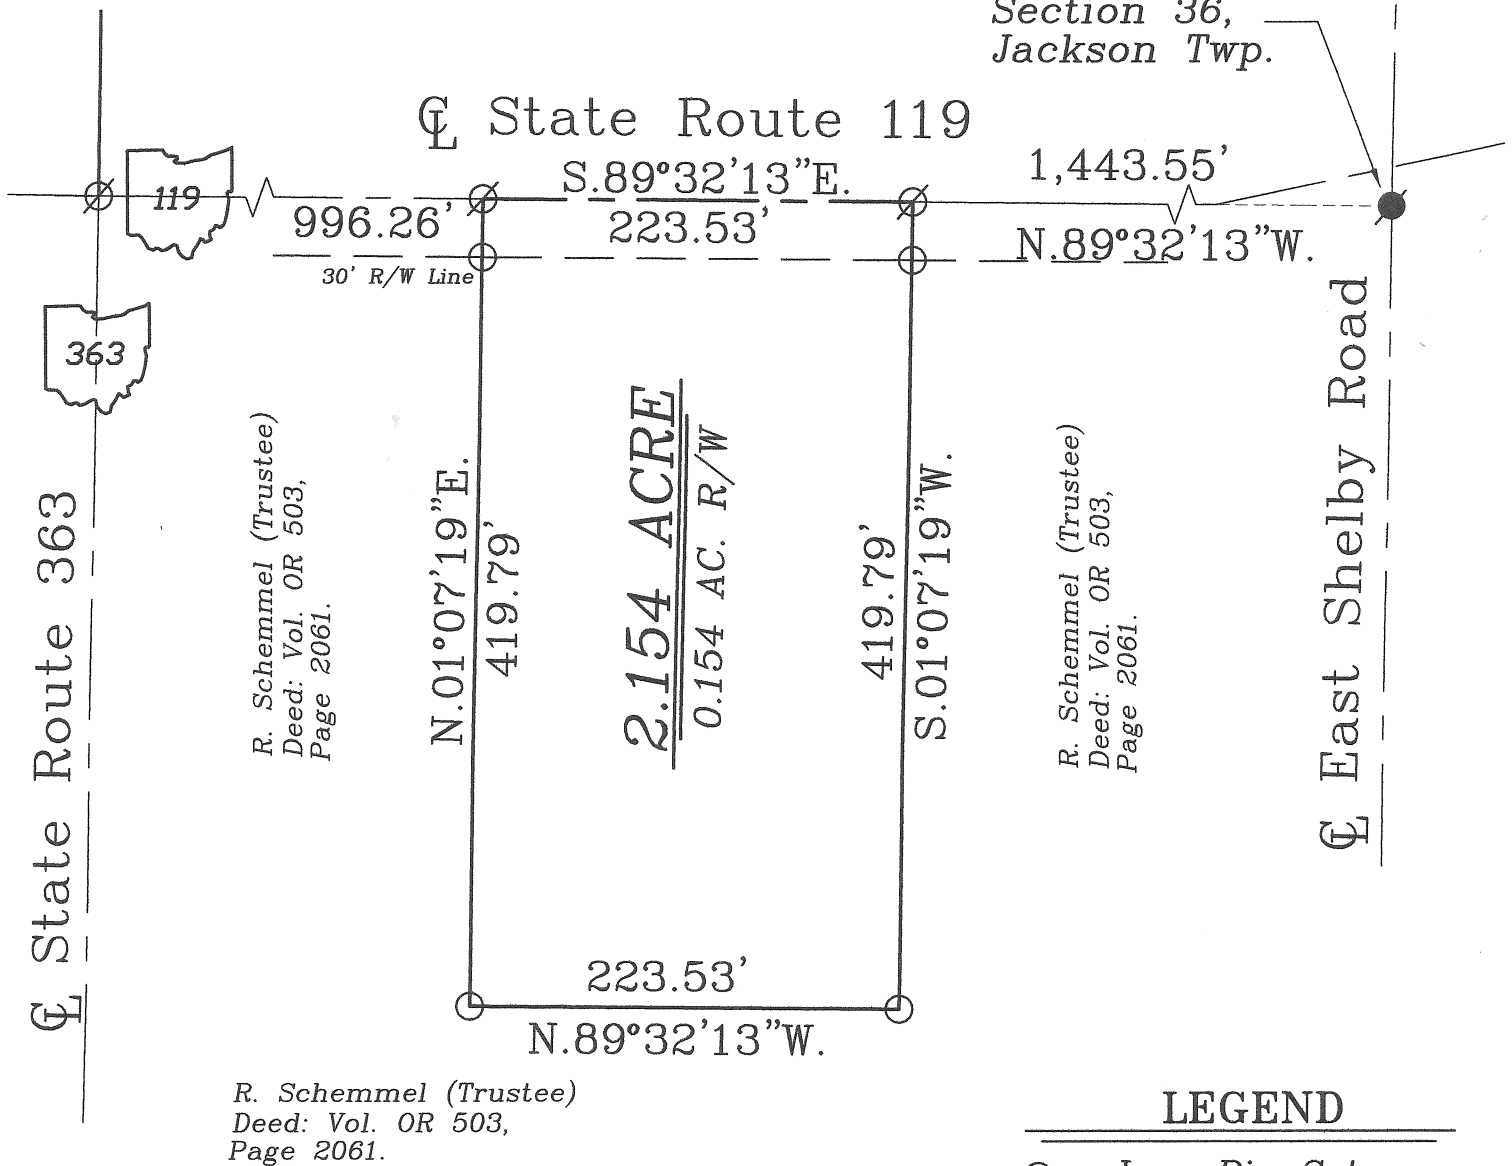 Section 36,
Jackson Twp.
℄ State Route 119
S.89°32'13"E.
1,443.55'
119
996.26'
223.53'
N.89°32'13"W.
30' R/W Line
363
℄ State Route 363
R. Schemmel (Trustee)
Deed: Vol. OR 503,
Page 2061.
N.01°07'19"E.
419.79'
2.154 ACRE
0.154 AC. R/W
419.79'
S.01°07'19"W.
R. Schemmel (Trustee)
Deed: Vol. OR 503,
Page 2061.
℄ East Shelby Road
223.53'
N.89°32'13"W.
R. Schemmel (Trustee)
Deed: Vol. OR 503,
Page 2061.
LEGEND